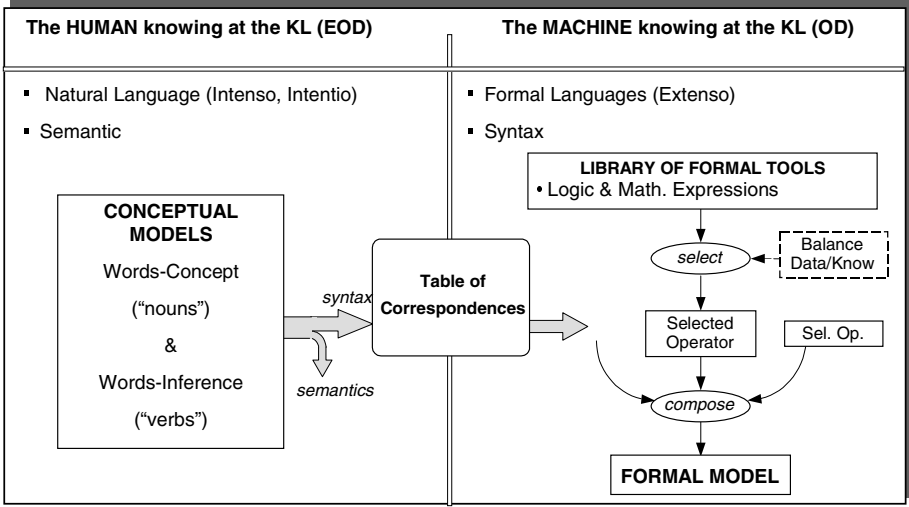 The HUMAN knowing at the KL (EOD)
The MACHINE knowing at the KL (OD)
▪ Natural Language (Intenso, Intentio)
▪ Semantic
▪ Formal Languages (Extenso)
▪ Syntax
CONCEPTUAL
MODELS
Words-Concept
(“nouns”)
&
Words-Inference
(“verbs”)
syntax
semantics
Table of
Correspondences
LIBRARY OF FORMAL TOOLS
• Logic & Math. Expressions
select
Balance
Data/Know
Selected
Operator
Sel. Op.
compose
FORMAL MODEL